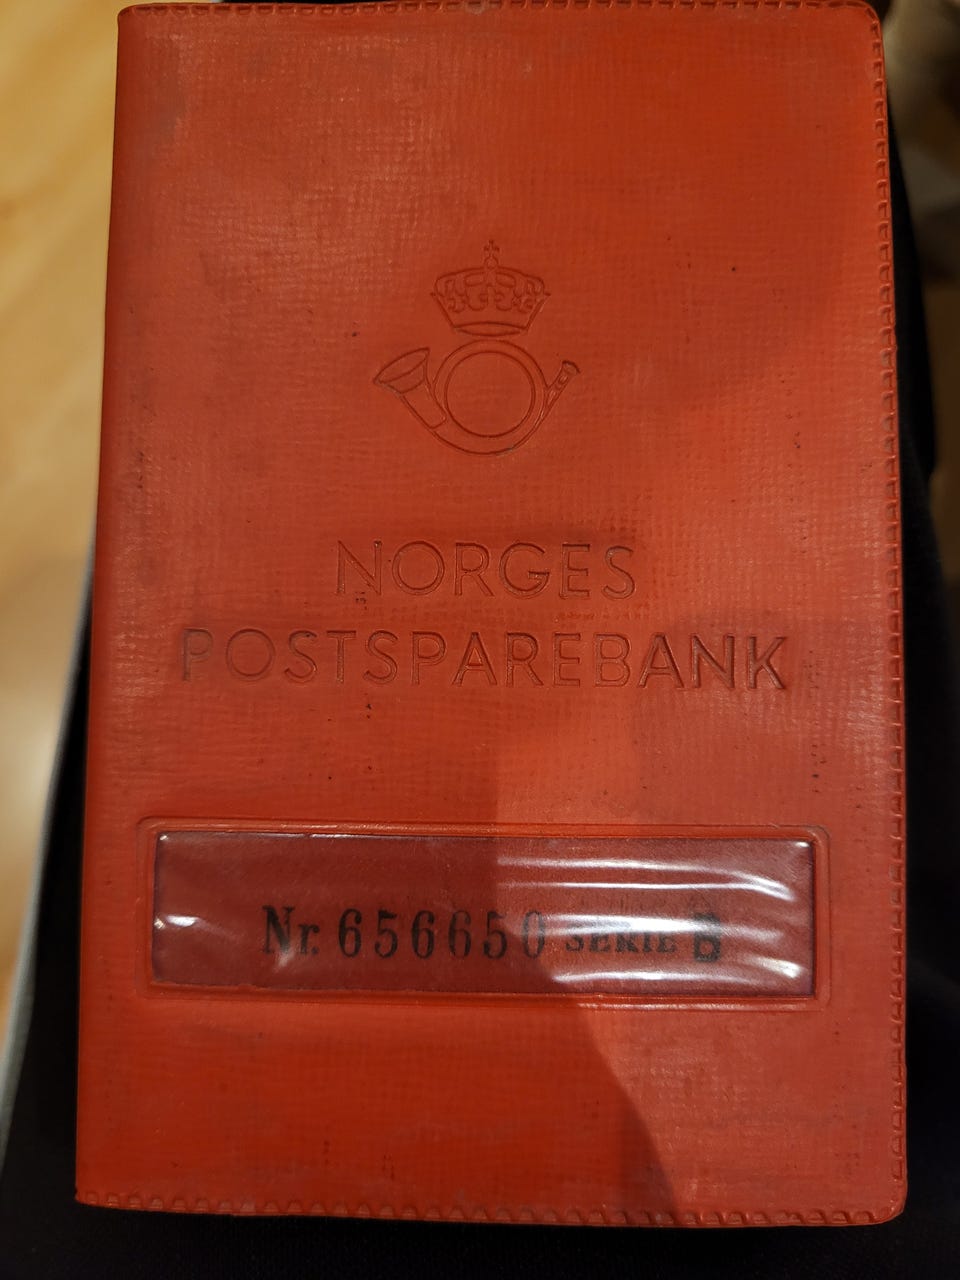 NORGES
POSTSPAREBANK
Nr. 656650 SERIE B